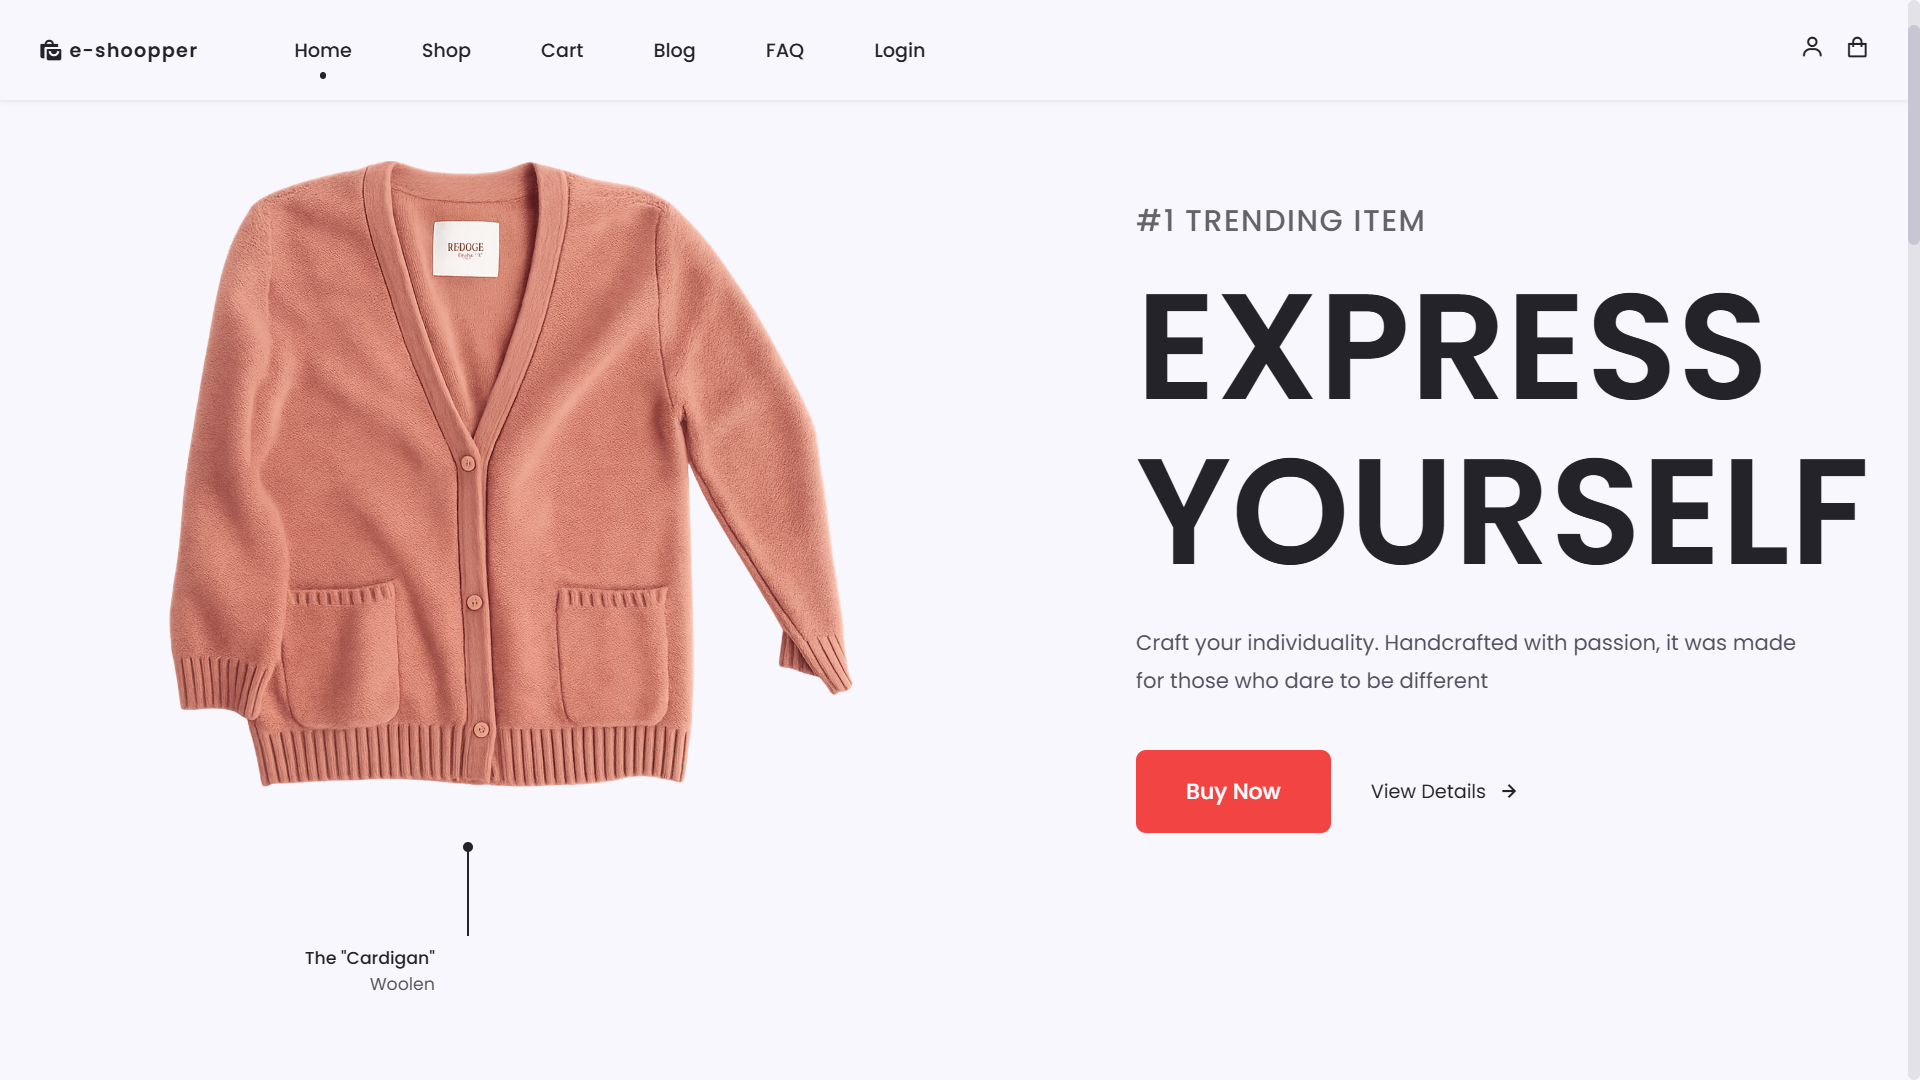 e-shoopper
Home
Shop
Cart
Blog
FAQ
Login
REDOGE
#1 TRENDING ITEM
EXPRESS
YOURSELF
Craft your individuality. Handcrafted with passion, it was made
for those who dare to be different
Buy Now
View Details
The "Cardigan"
Woolen